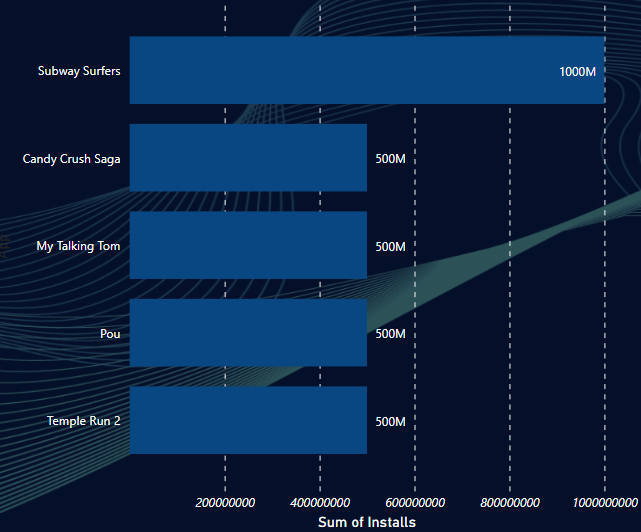 Subway Surfers
1000M
Candy Crush Saga
500M
My Talking Tom
500M
Pou
500M
Temple Run 2
500M
App
200000000 400000000 600000000 800000000 1000000000
Sum of Installs